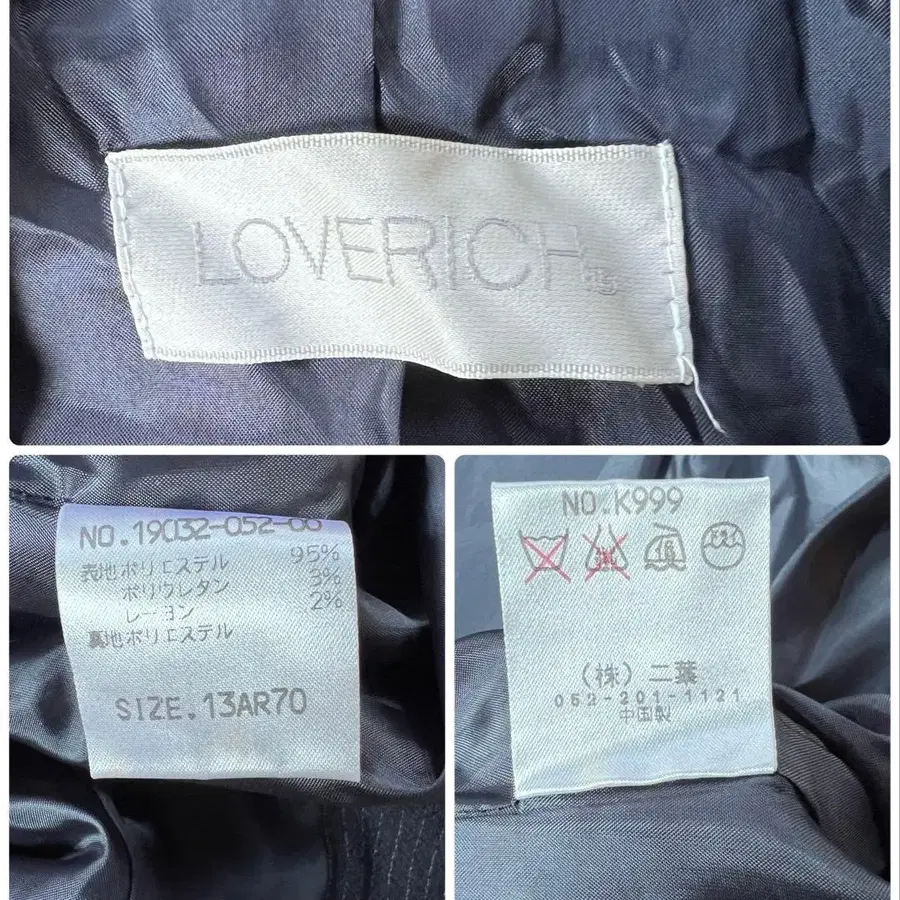 LOVERICH
NO.19032-052-06
表地ポリエステル 95%
ポリウレタン 3%
レーヨン 2%
裏地ポリエステル
SIZE.13AR70
NO.K999
(株)二葉
052-201-1121
中国製